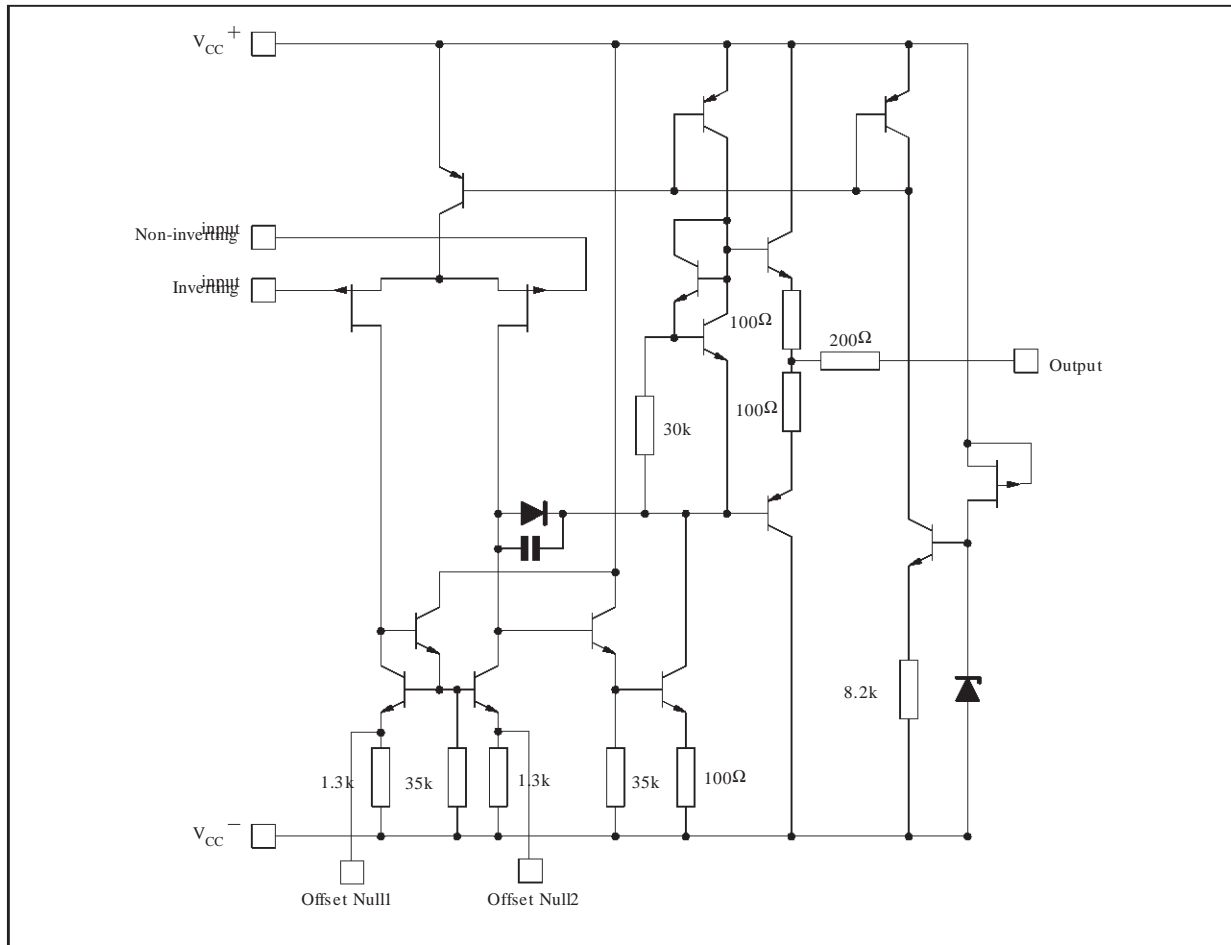 VCC+
input
Non-inverting
input
Inverting
100Ω
200Ω
Output
100Ω
30k
8.2k
1.3k
35k
1.3k
35k
100Ω
VCC−
Offset Null1
Offset Null2